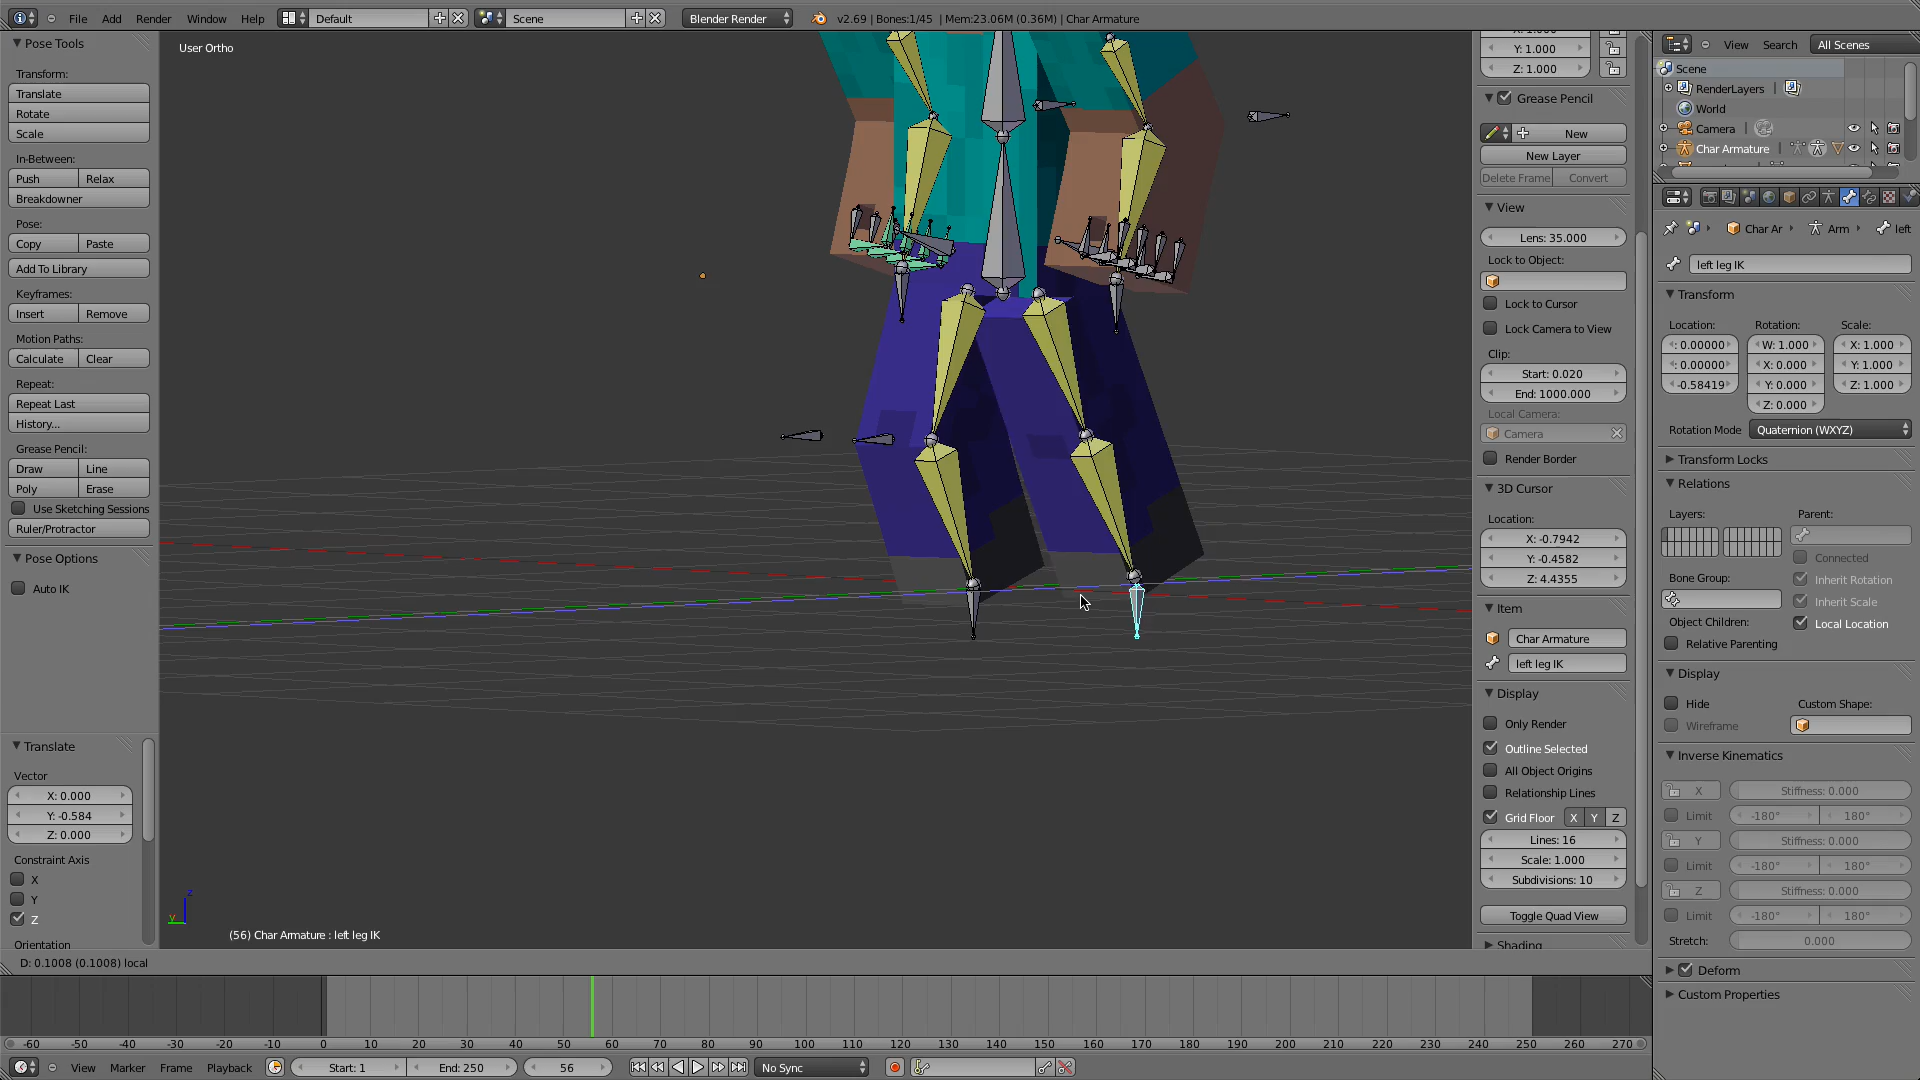 File Add Render Window Help Default Scene Blender Render v2.69 | Bones:1/45 | Mem:23.06M (0.36M) | Char Armature
Pose Tools
Transform:
Translate
Rotate
Scale
In-Between:
Push Relax
Breakdowner
Pose:
Copy Paste
Add To Library
Keyframes:
Insert Remove
Motion Paths:
Calculate Clear
Repeat:
Repeat Last
History...
Grease Pencil:
Draw Line
Poly Erase
Use Sketching Sessions
Ruler/Protractor
Pose Options
Auto IK
Translate
Vector
X: 0.000
Y: -0.584
Z: 0.000
Constraint Axis
X
Y
Z
Orientation
User Ortho
z
y
(56) Char Armature : left leg IK
D: 0.1008 (0.1008) local
Y: 1.000
Z: 1.000
Grease Pencil
New
New Layer
Delete Frame Convert
View
Lens: 35.000
Lock to Object:
Lock to Cursor
Lock Camera to View
Clip:
Start: 0.020
End: 1000.000
Local Camera:
Camera
Render Border
3D Cursor
Location:
X: -0.7942
Y: -0.4582
Z: 4.4355
Item
Char Armature
left leg IK
Display
Only Render
Outline Selected
All Object Origins
Relationship Lines
Grid Floor X Y Z
Lines: 16
Scale: 1.000
Subdivisions: 10
Toggle Quad View
Shading
View Search All Scenes
Scene
RenderLayers
World
Camera
Char Armature
Char Ar Arm left
left leg IK
Transform
Location: Rotation: Scale:
: 0.00000 W: 1.000 X: 1.000
: 0.00000 X: 0.000 Y: 1.000
-0.58419 Y: 0.000 Z: 1.000
Z: 0.000
Rotation Mode Quaternion (WXYZ)
Transform Locks
Relations
Layers: Parent:
Connected
Bone Group: Inherit Rotation
Inherit Scale
Object Children: Local Location
Relative Parenting
Display
Hide Custom Shape:
Wireframe
Inverse Kinematics
X Stiffness: 0.000
Limit -180° 180°
Y Stiffness: 0.000
Limit -180° 180°
Z Stiffness: 0.000
Limit -180° 180°
Stretch: 0.000
Deform
Custom Properties
-60 -50 -40 -30 -20 -10 0 10 20 30 40 50 60 70 80 90 100 110 120 130 140 150 160 170 180 190 200 210 220 230 240 250 260 270
View Marker Frame Playback Start: 1 End: 250 56 No Sync